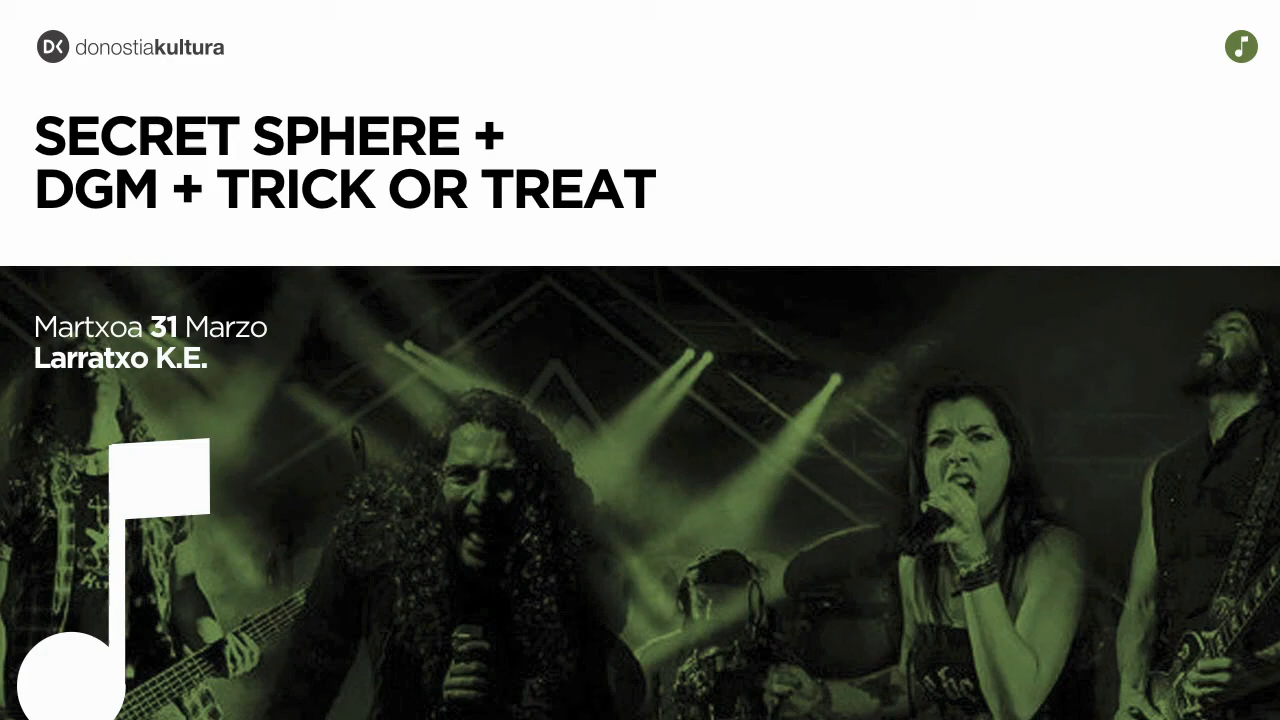 DK donostiakultura
SECRET SPHERE +
DGM + TRICK OR TREAT
Martxoa 31 Marzo
Larratxo K.E.